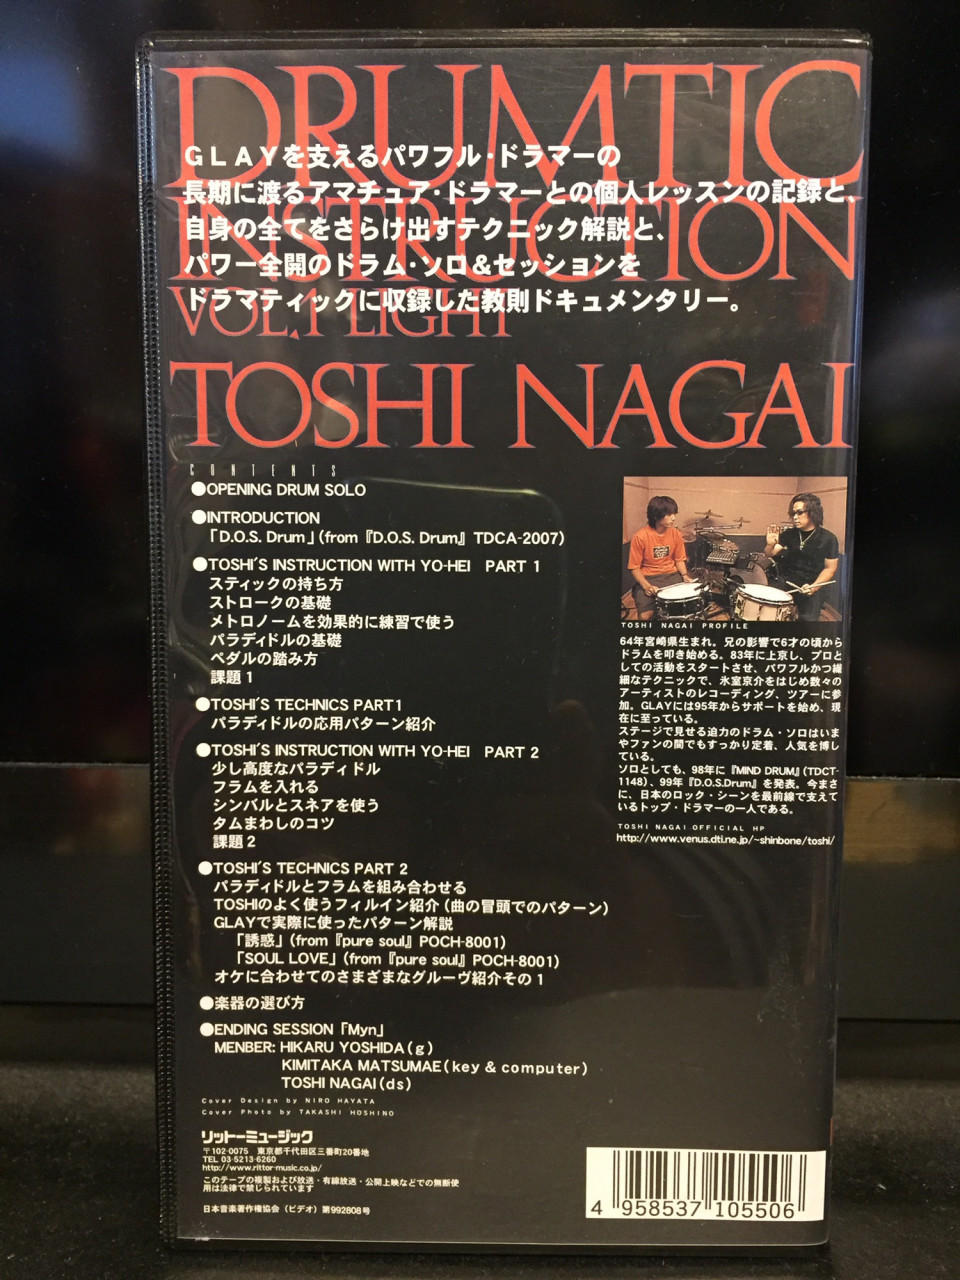 DRUMTIC
INSTRUCTION
VOL.1 LIGHT
TOSHI NAGAI
GLAYを支えるパワフル・ドラマーの
長期に渡るアマチュア・ドラマーとの個人レッスンの記録と、
自身の全てをさらけ出すテクニック解説と、
パワー全開のドラム・ソロ&セッションを
ドラマティックに収録した教則ドキュメンタリー。
CONTENTS
●OPENING DRUM SOLO
●INTRODUCTION
「D.O.S. Drum」(from『D.O.S. Drum』TDCA-2007)
●TOSHI'S INSTRUCTION WITH YO-HEI PART 1
スティックの持ち方
ストロークの基礎
メトロノームを効果的に練習で使う
パラディドルの基礎
ペダルの踏み方
課題1
●TOSHI'S TECHNICS PART1
パラディドルの応用パターン紹介
●TOSHI'S INSTRUCTION WITH YO-HEI PART 2
少し高度なパラディドル
フラムを入れる
シンバルとスネアを使う
タムまわしのコツ
課題2
●TOSHI'S TECHNICS PART 2
パラディドルとフラムを組み合わせる
TOSHIのよく使うフィルイン紹介(曲の冒頭でのパターン)
GLAYで実際に使ったパターン解説
「誘惑」(from『pure soul』POCH-8001)
「SOUL LOVE」(from『pure soul』POCH-8001)
オケに合わせてのさまざまなグルーヴ紹介その1
●楽器の選び方
●ENDING SESSION「Myn」
MENBER: HIKARU YOSHIDA(g)
KIMITAKA MATSUMAE(key & computer)
TOSHI NAGAI(ds)
Cover Design by NIRO HAYATA
Cover Photo by TAKASHI HOSHINO
リットーミュージック
〒102-0075 東京都千代田区三番町20番地
TEL 03-5213-6260
http://www.rittor-music.co.jp/
このテープの複製および放送・有線放送・公開上映などでの無断使
用は法律で禁じられています
日本音楽著作権協会(ビデオ)第992808号
TOSHI NAGAI PROFILE
64年宮崎県生まれ。兄の影響で6才の頃から
ドラムを叩き始める。83年に上京し、プロと
しての活動をスタートさせ、パワフルかつ繊
細なテクニックで、氷室京介をはじめ数々の
アーティストのレコーディング、ツアーに参
加。GLAYには95年からサポートを始め、現
在に至っている。
ステージで見せる迫力のドラム・ソロはいま
やファンの間でもすっかり定着、人気を博し
ている。
ソロとしても、98年に『MIND DRUM』(TDCT-
1148)、99年『D.O.S.Drum』を発表。今まさ
に、日本のロック・シーンを最前線で支えて
いるトップ・ドラマーの一人である。
TOSHI NAGAI OFFICIAL HP
http://www.venus.dti.ne.jp/~shinbone/toshi/
4 958537 105506